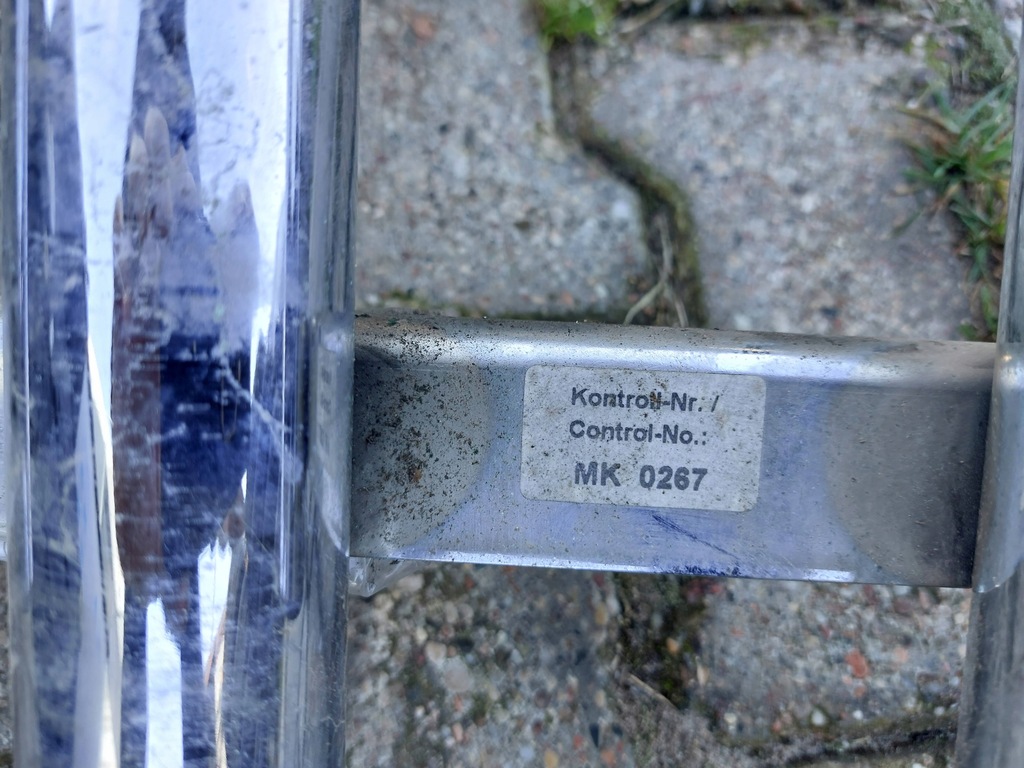 Kontroll-Nr. /
Control-No.:
MK 0267